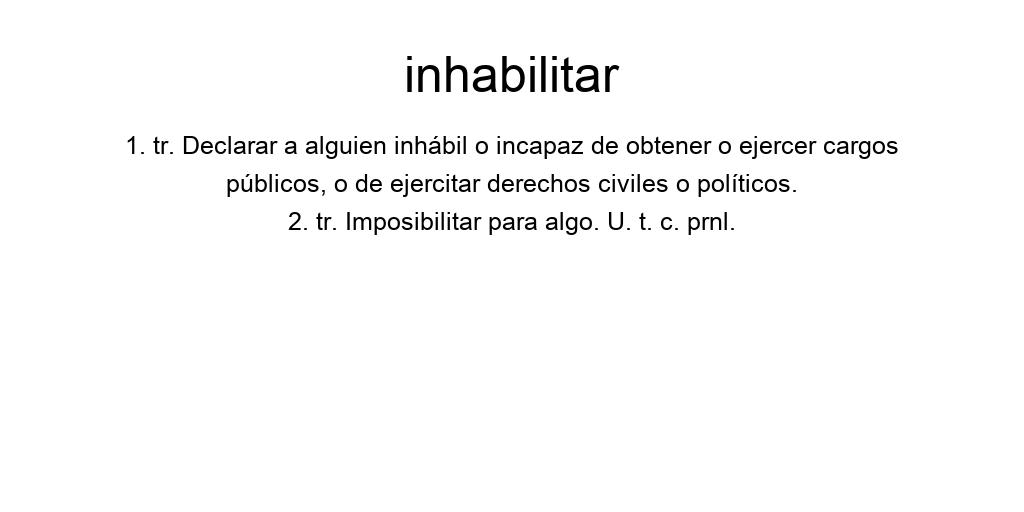 inhabilitar
1. tr. Declarar a alguien inhábil o incapaz de obtener o ejercer cargos
públicos, o de ejercitar derechos civiles o políticos.
2. tr. Imposibilitar para algo. U. t. c. prnl.